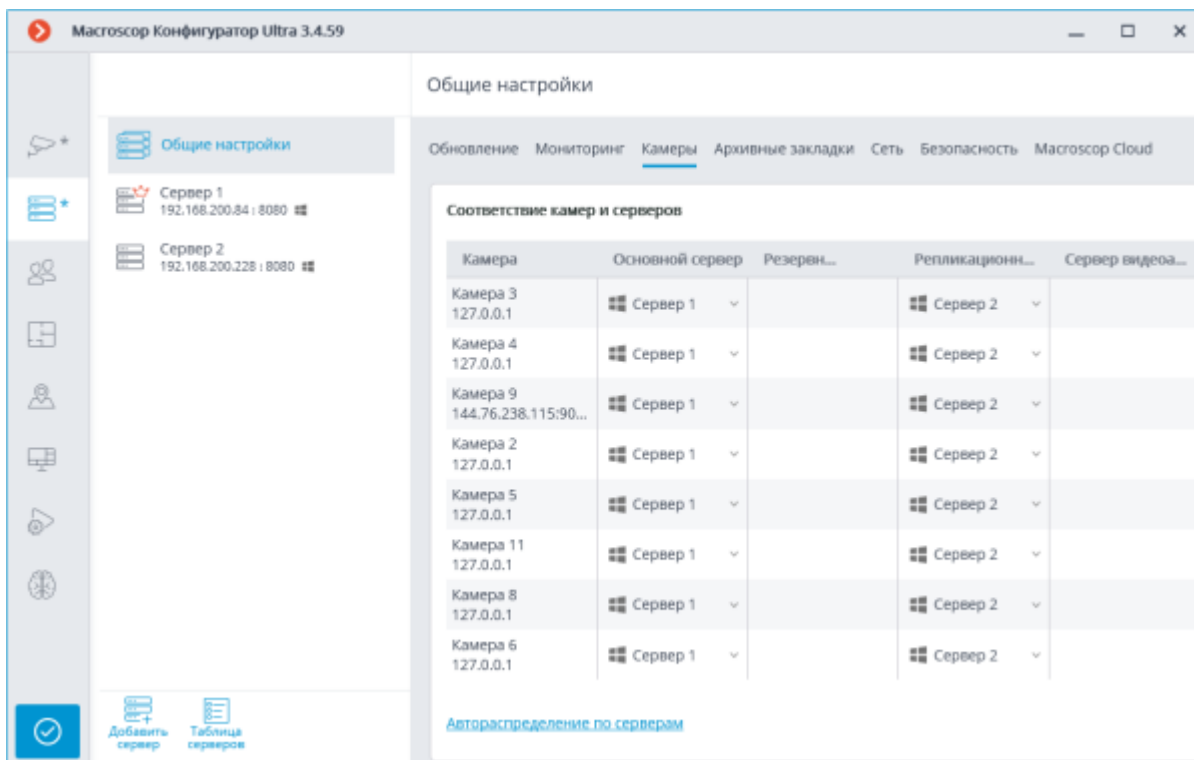 Macroscop Конфигуратор Ultra 3.4.59
Общие настройки
Общие настройки
Сервер 1
192.168.200.84 : 8080
Сервер 2
192.168.200.228 : 8080
Обновление Мониторинг Камеры Архивные закладки Сеть Безопасность Macroscop Cloud
Соответствие камер и серверов
Камера Основной сервер Резервн... Репликационн... Сервер видеоа...
Камера 3
127.0.0.1
Сервер 1 Сервер 2
Камера 4
127.0.0.1
Сервер 1 Сервер 2
Камера 9
144.76.238.115:90...
Сервер 1 Сервер 2
Камера 2
127.0.0.1
Сервер 1 Сервер 2
Камера 5
127.0.0.1
Сервер 1 Сервер 2
Камера 11
127.0.0.1
Сервер 1 Сервер 2
Камера 8
127.0.0.1
Сервер 1 Сервер 2
Камера 6
127.0.0.1
Сервер 1 Сервер 2
Добавить
сервер
Таблица
серверов
Автораспределение по серверам